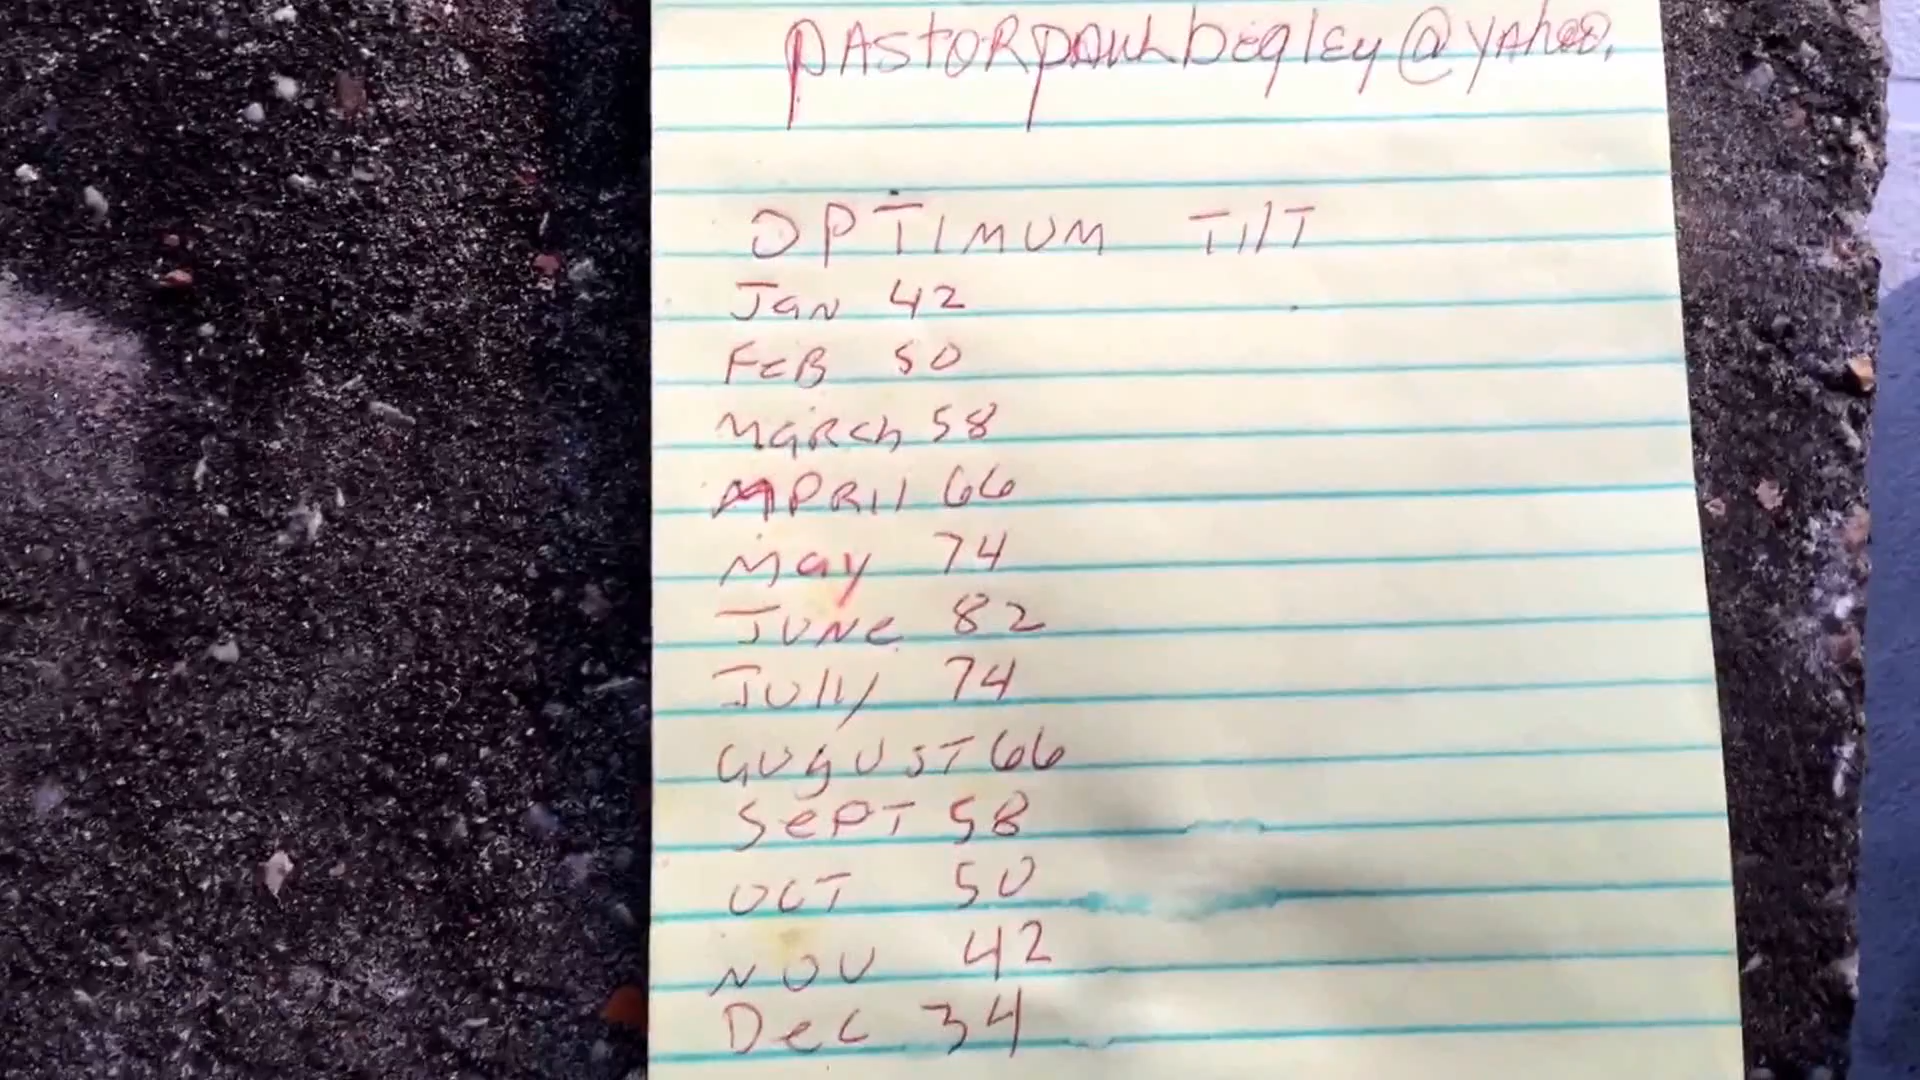 pAstORpaulbegley@yahoo.
OPTIMUM TilT
Jan 42
FEB 50
March 58
APRil 66
May 74
JUNe 82
July 74
aUgUST 66
SePT 58
OCT 50
NOV 42
Dec 34